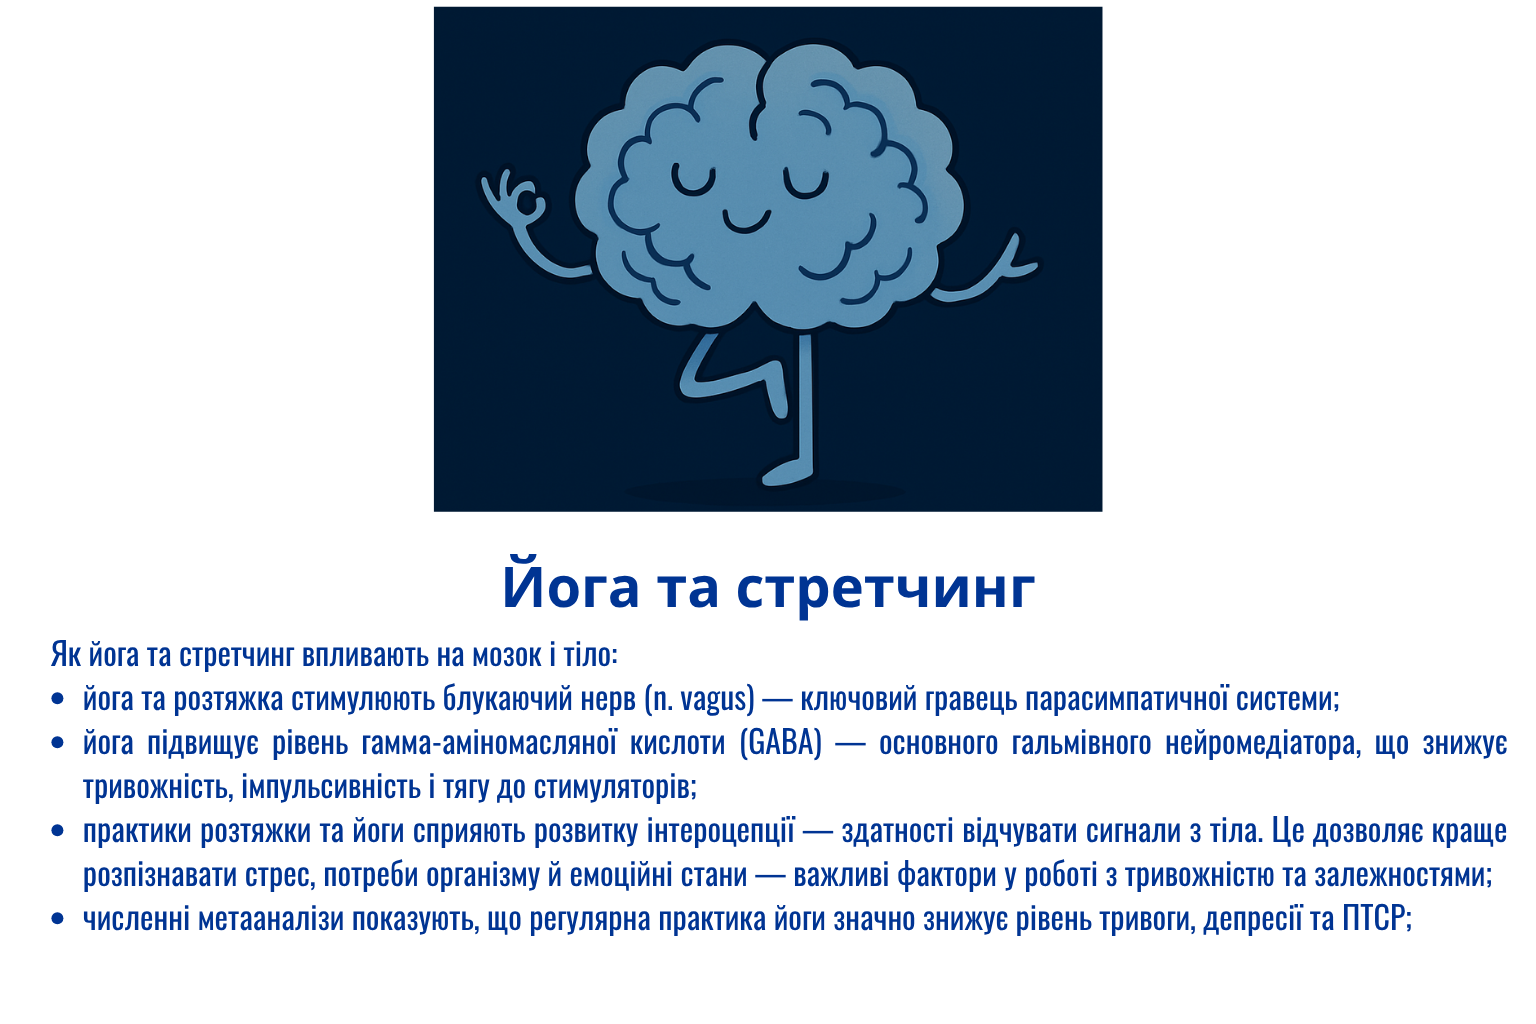 Йога та стретчинг
Як йога та стретчинг впливають на мозок і тіло:
• йога та розтяжка стимулюють блукаючий нерв (n. vagus) — ключовий гравець парасимпатичної системи;
• йога підвищує рівень гамма-аміномасляної кислоти (GABA) — основного гальмівного нейромедіатора, що знижує
тривожність, імпульсивність і тягу до стимуляторів;
• практики розтяжки та йоги сприяють розвитку інтероцепції — здатності відчувати сигнали з тіла. Це дозволяє краще
розпізнавати стрес, потреби організму й емоційні стани — важливі фактори у роботі з тривожністю та залежностями;
• численні метааналізи показують, що регулярна практика йоги значно знижує рівень тривоги, депресії та ПТСР;